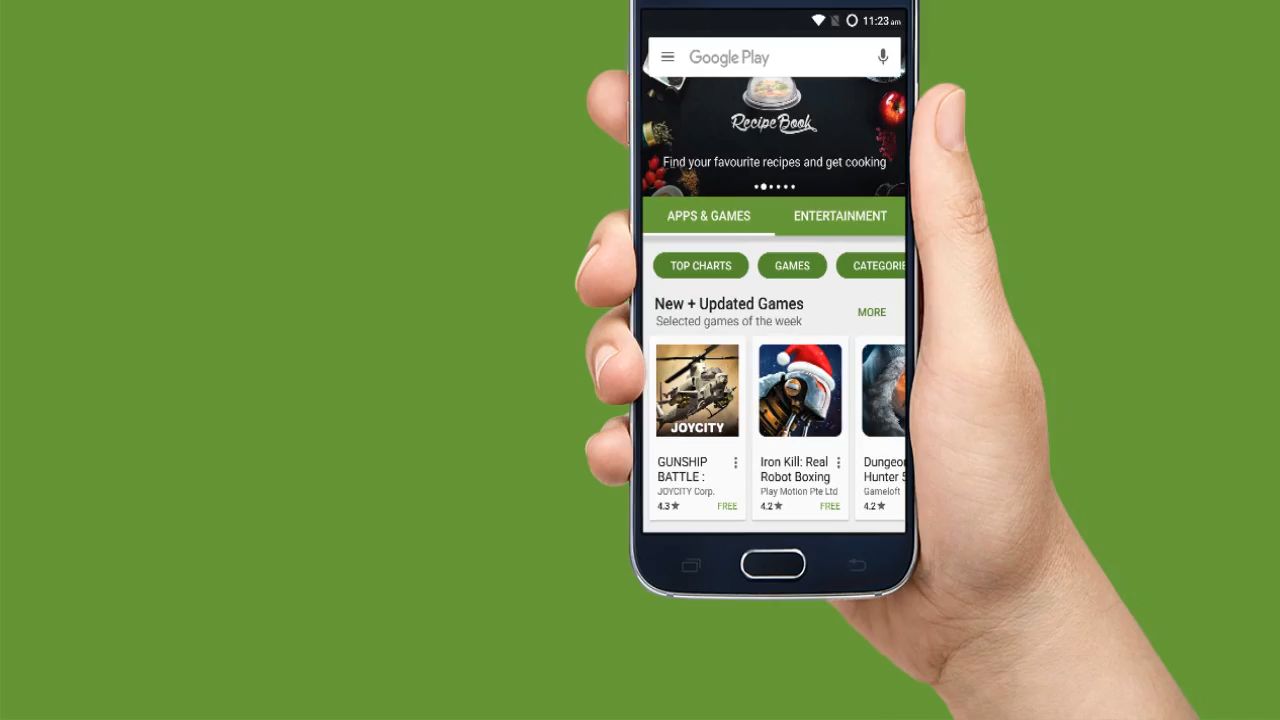 11:23 am
Google Play
Recipe Book
Find your favourite recipes and get cooking
APPS & GAMES ENTERTAINMENT
TOP CHARTS GAMES CATEGORIE
New + Updated Games
MORE
Selected games of the week
JOYCITY
GUNSHIP
BATTLE :
JOYCITY Corp.
4.3★ FREE
Iron Kill: Real
Robot Boxing
Play Motion Pte Ltd
4.2★ FREE
Dungeo
Hunter 5
Gameloft
4.2★